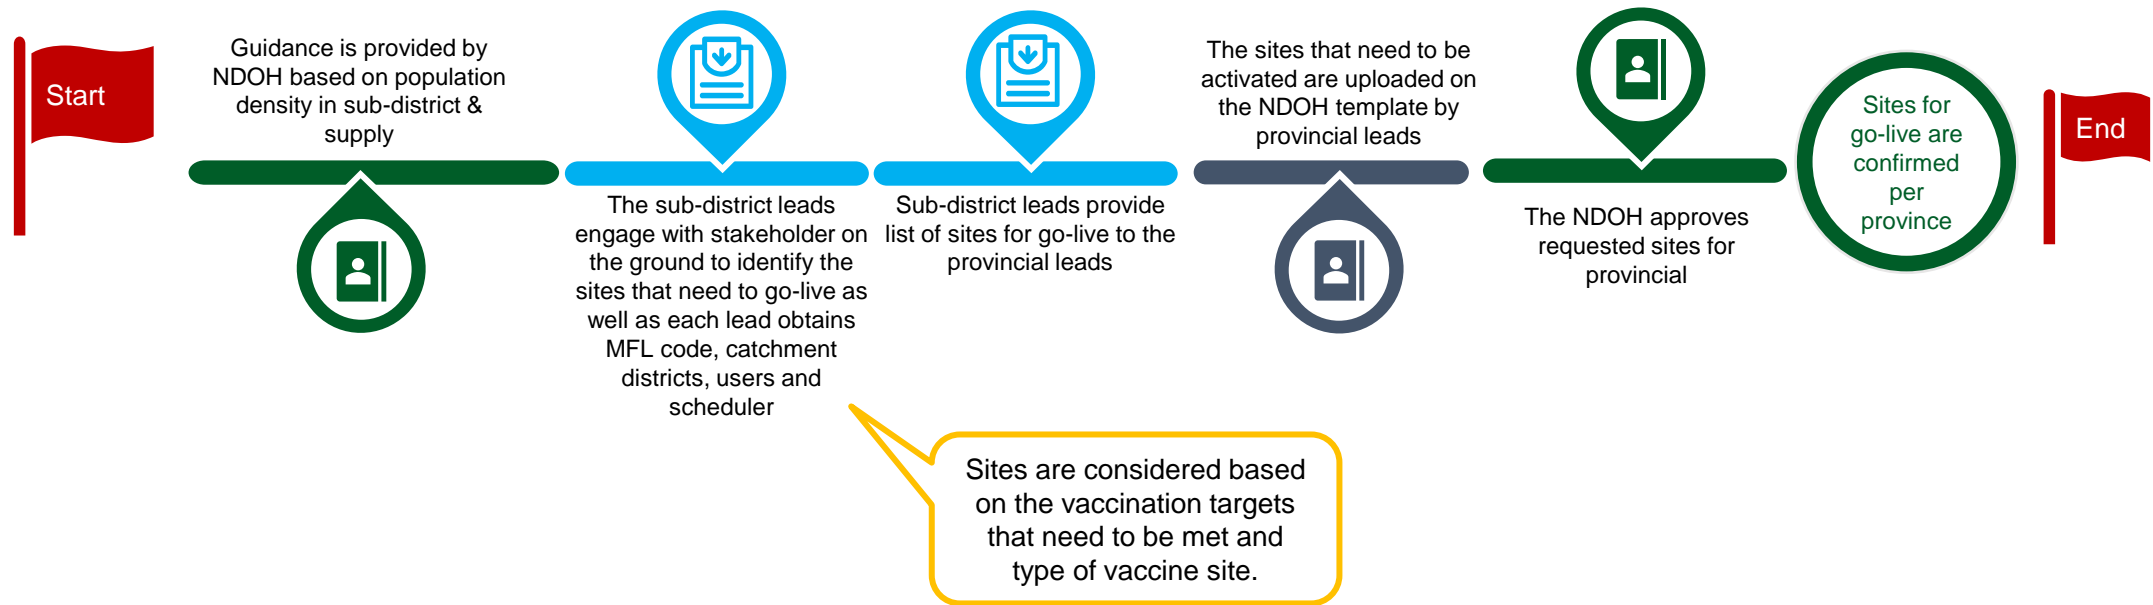 Start
Guidance is provided by
NDOH based on population
density in sub-district &
supply
The sub-district leads
engage with stakeholder on
the ground to identify the
sites that need to go-live as
well as each lead obtains
MFL code, catchment
districts, users and
scheduler
Sub-district leads provide
list of sites for go-live to the
provincial leads
The sites that need to be
activated are uploaded on
the NDOH template by
provincial leads
The NDOH approves
requested sites for
provincial
Sites for
go-live are
confirmed
per
province
End
Sites are considered based
on the vaccination targets
that need to be met and
type of vaccine site.